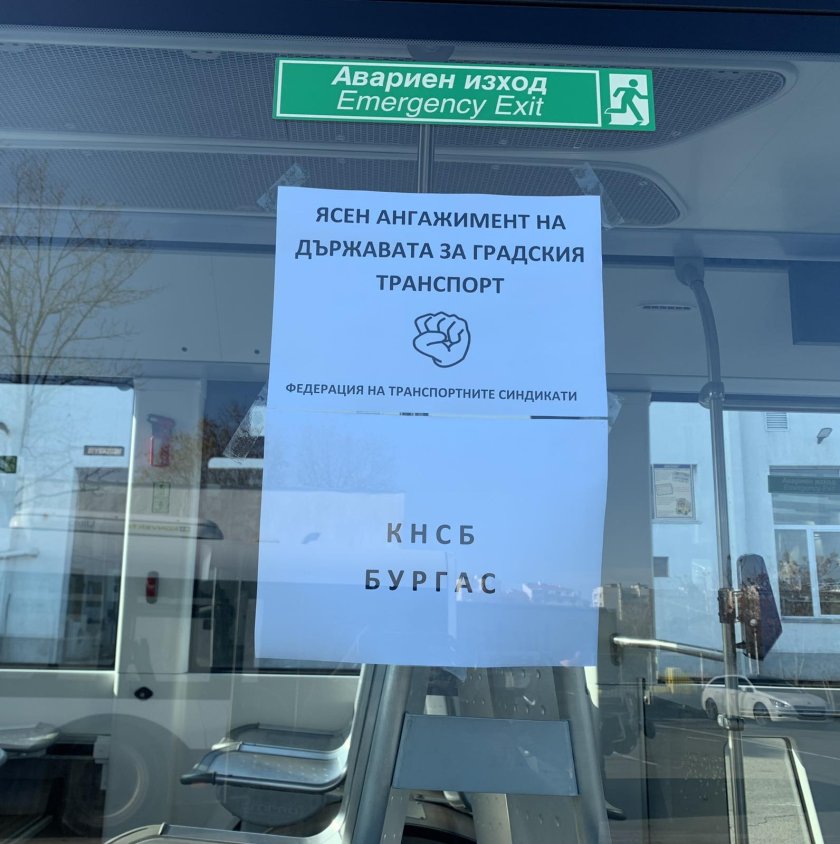 Авариен изход
Emergency Exit
ЯСЕН АНГАЖИМЕНТ НА
ДЪРЖАВАТА ЗА ГРАДСКИЯ
ТРАНСПОРТ
ФЕДЕРАЦИЯ НА ТРАНСПОРТНИТЕ СИНДИКАТИ
КНСБ
БУРГАС